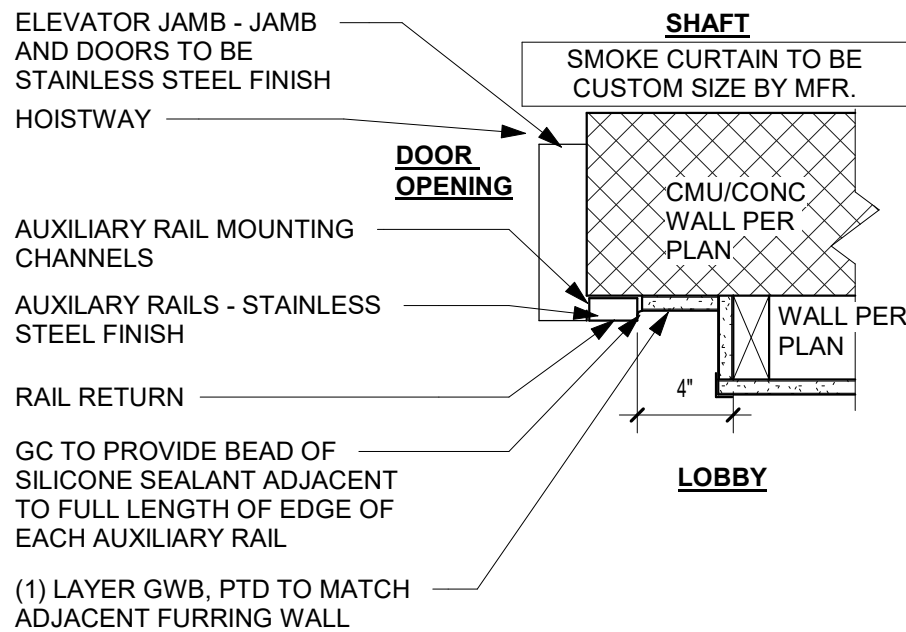 ELEVATOR JAMB - JAMB
AND DOORS TO BE
STAINLESS STEEL FINISH
HOISTWAY
SHAFT
SMOKE CURTAIN TO BE
CUSTOM SIZE BY MFR.
DOOR
OPENING
CMU/CONC
WALL PER
PLAN
AUXILIARY RAIL MOUNTING
CHANNELS
AUXILARY RAILS - STAINLESS
STEEL FINISH
WALL PER
PLAN
RAIL RETURN
4"
GC TO PROVIDE BEAD OF
SILICONE SEALANT ADJACENT
TO FULL LENGTH OF EDGE OF
EACH AUXILIARY RAIL
LOBBY
(1) LAYER GWB, PTD TO MATCH
ADJACENT FURRING WALL